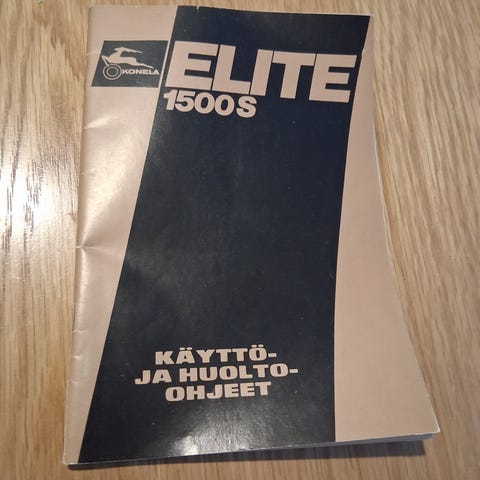 KONELA
ELITE
1500S
KÄYTTÖ-
JA HUOLTO-
OHJEET